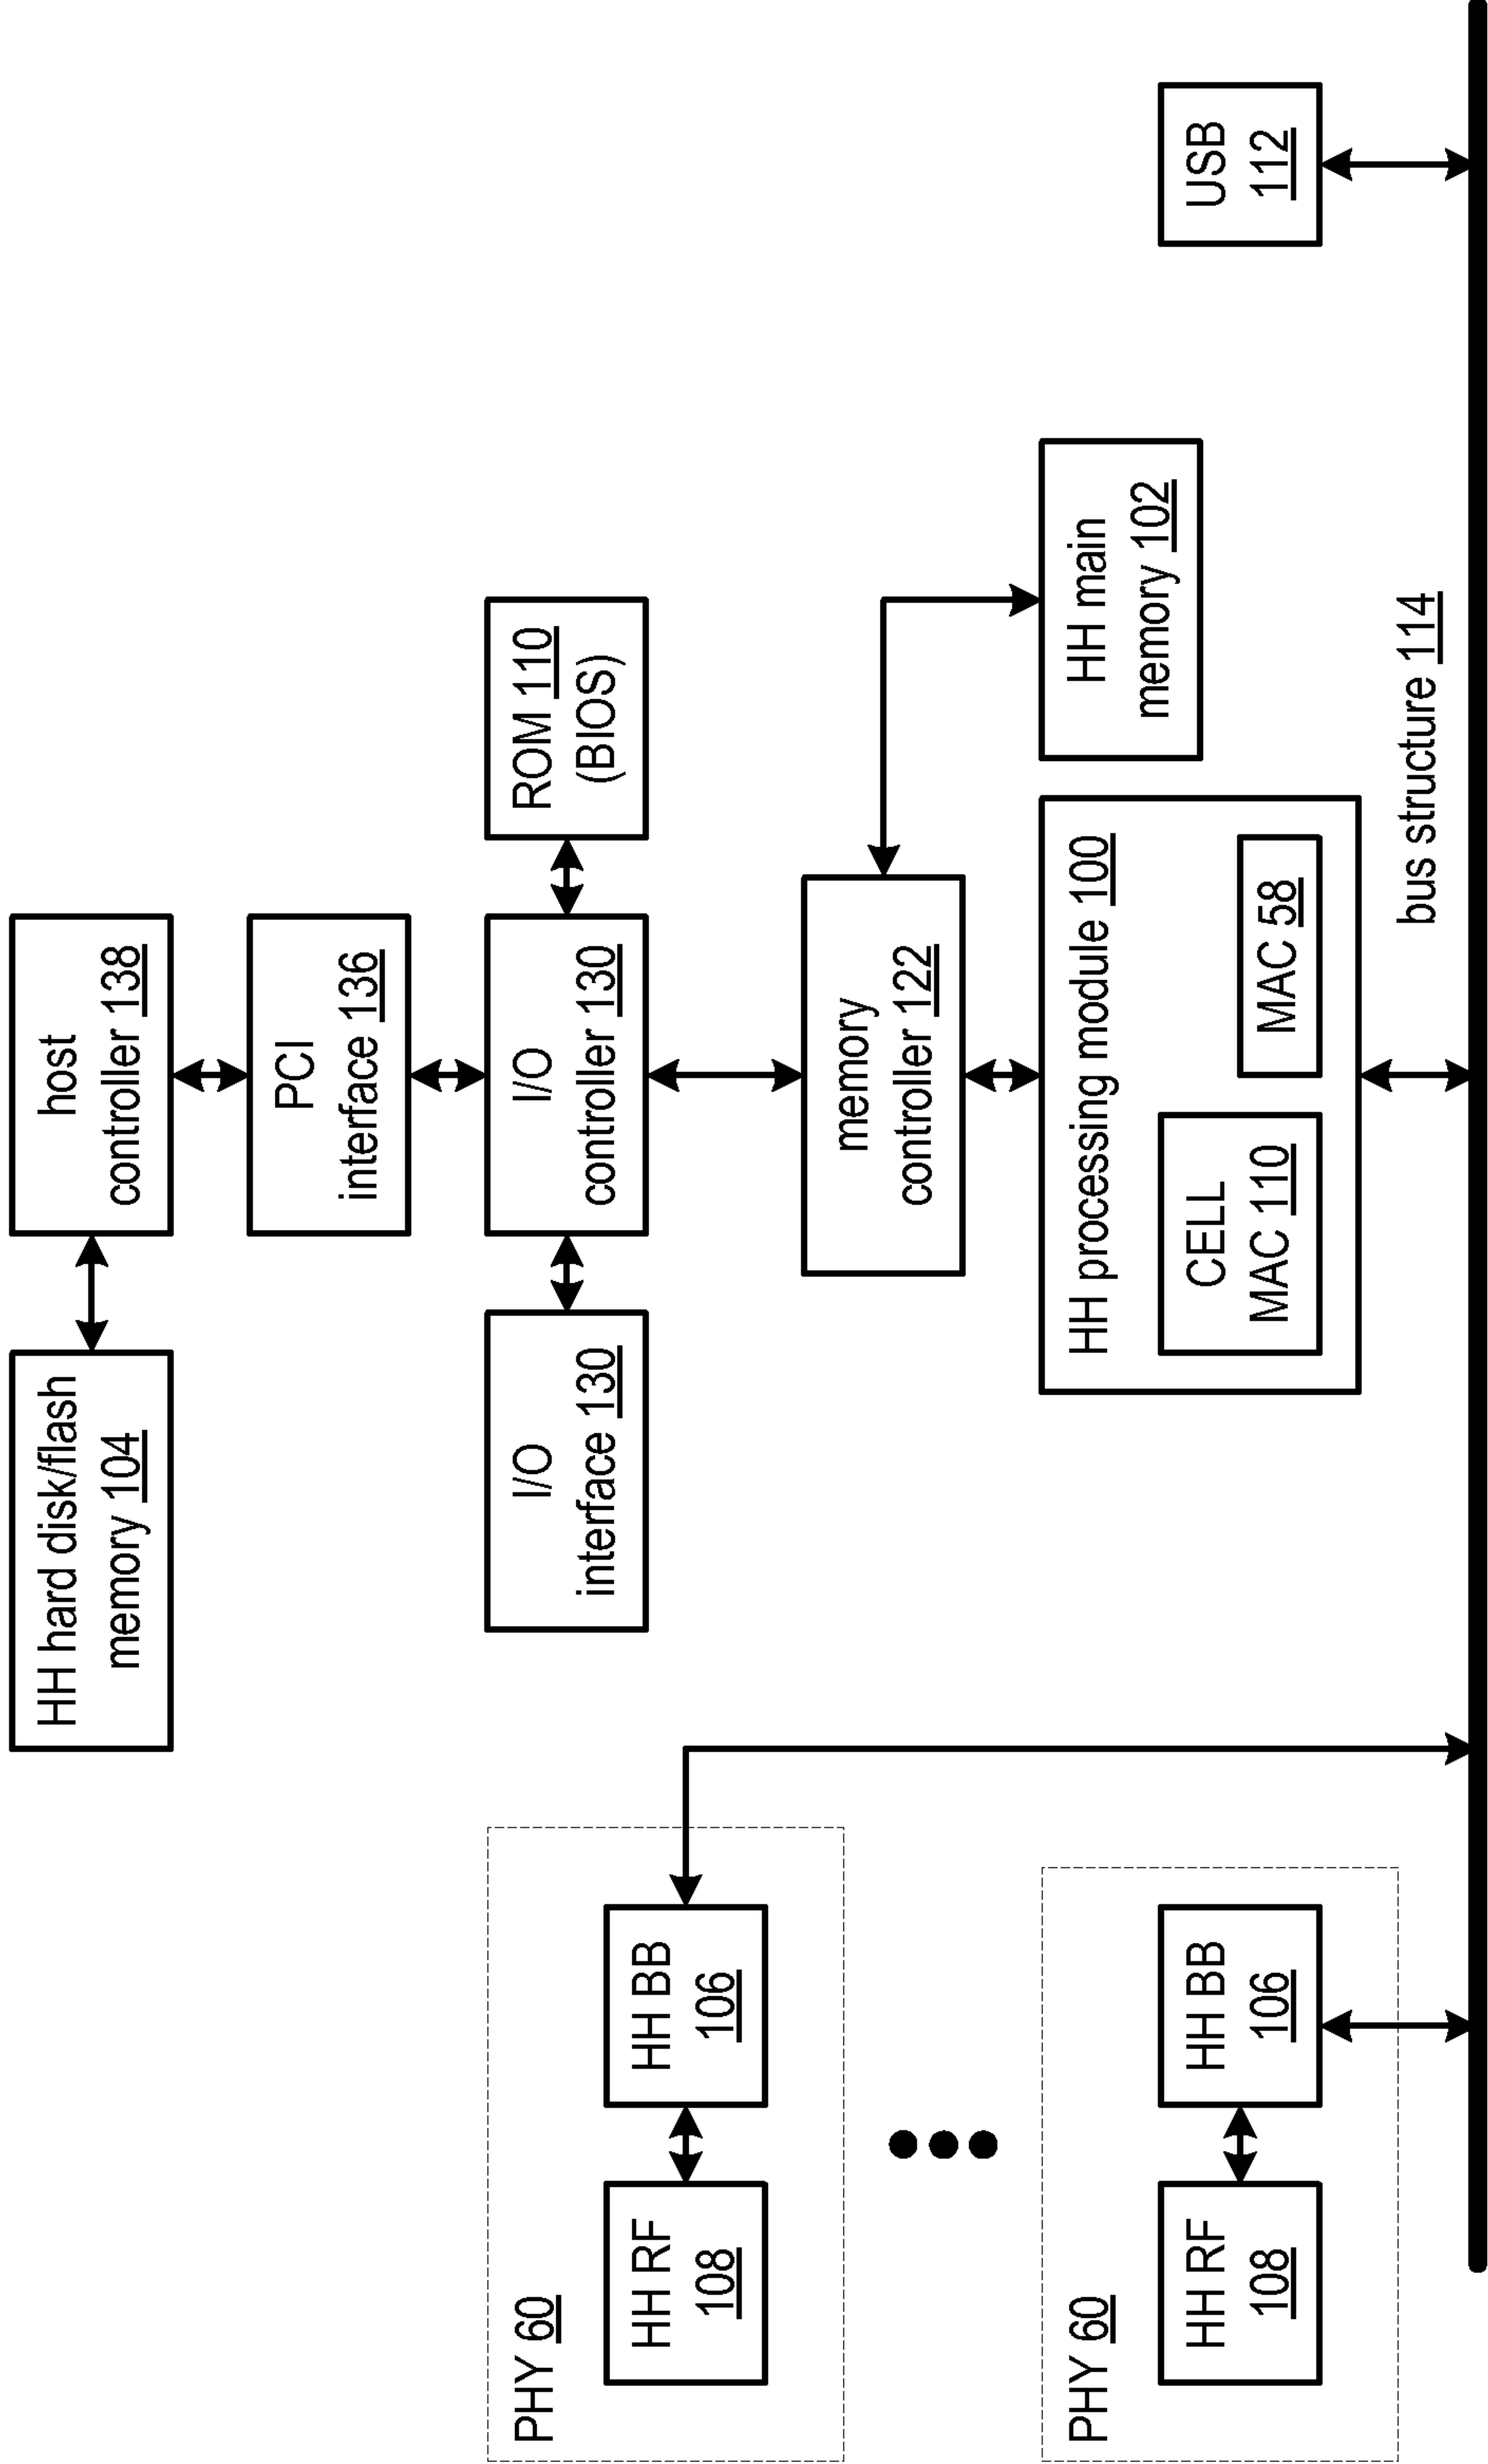 HH hard disk/flash
memory 104
host
controller 138
PCI
interface 136
I/O
interface 130
I/O
controller 130
ROM 110
(BIOS)
PHY 60
HH RF
108
HH BB
106
memory
controller 122
HH main
memory 102
HH processing module 100
CELL
MAC 110
MAC 58
PHY 60
HH RF
108
HH BB
106
USB
112
bus structure 114